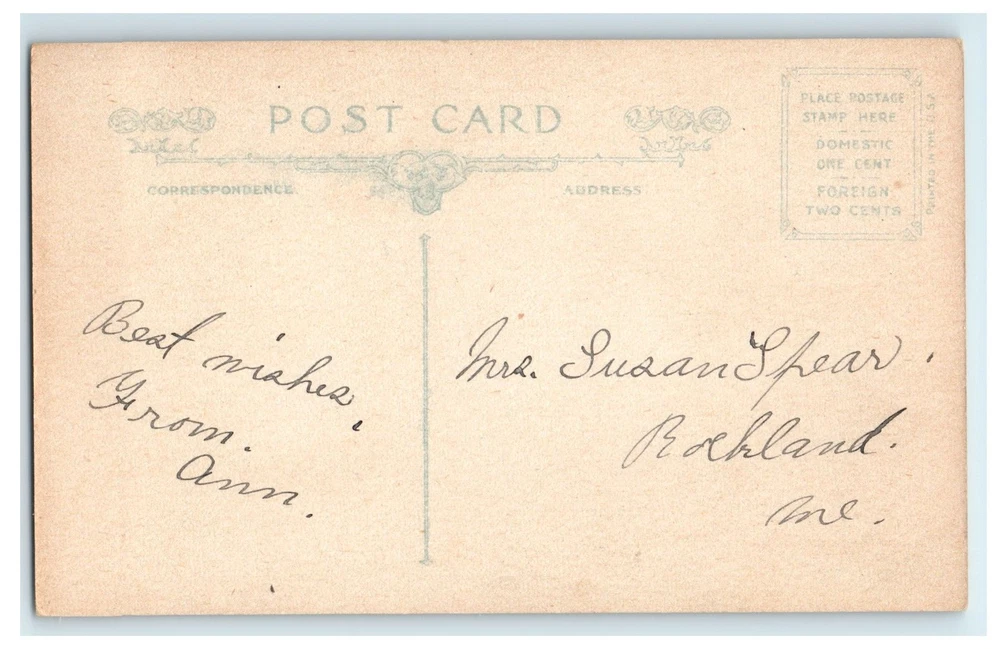 POST CARD
CORRESPONDENCE
ADDRESS
PLACE POSTAGE
STAMP HERE
DOMESTIC
ONE CENT
FOREIGN
TWO CENTS
PRINTED IN THE U.S.A
Best wishes,
From.
Ann.
Mrs. Susan Spear.
Rockland.
Me.